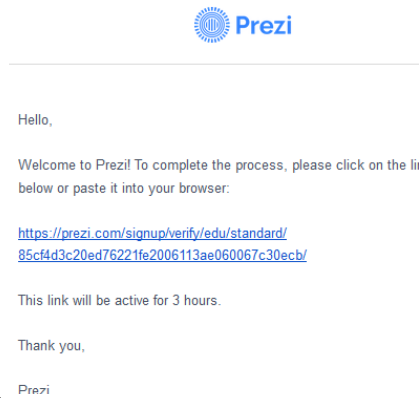 Prezi
Hello,
Welcome to Prezi! To complete the process, please click on the
below or paste it into your browser:
https://prezi.com/signup/verify/edu/standard/
85cf4d3c20ed76221fe2006113ae060067c30ecb/
This link will be active for 3 hours.
Thank you,
Prezi